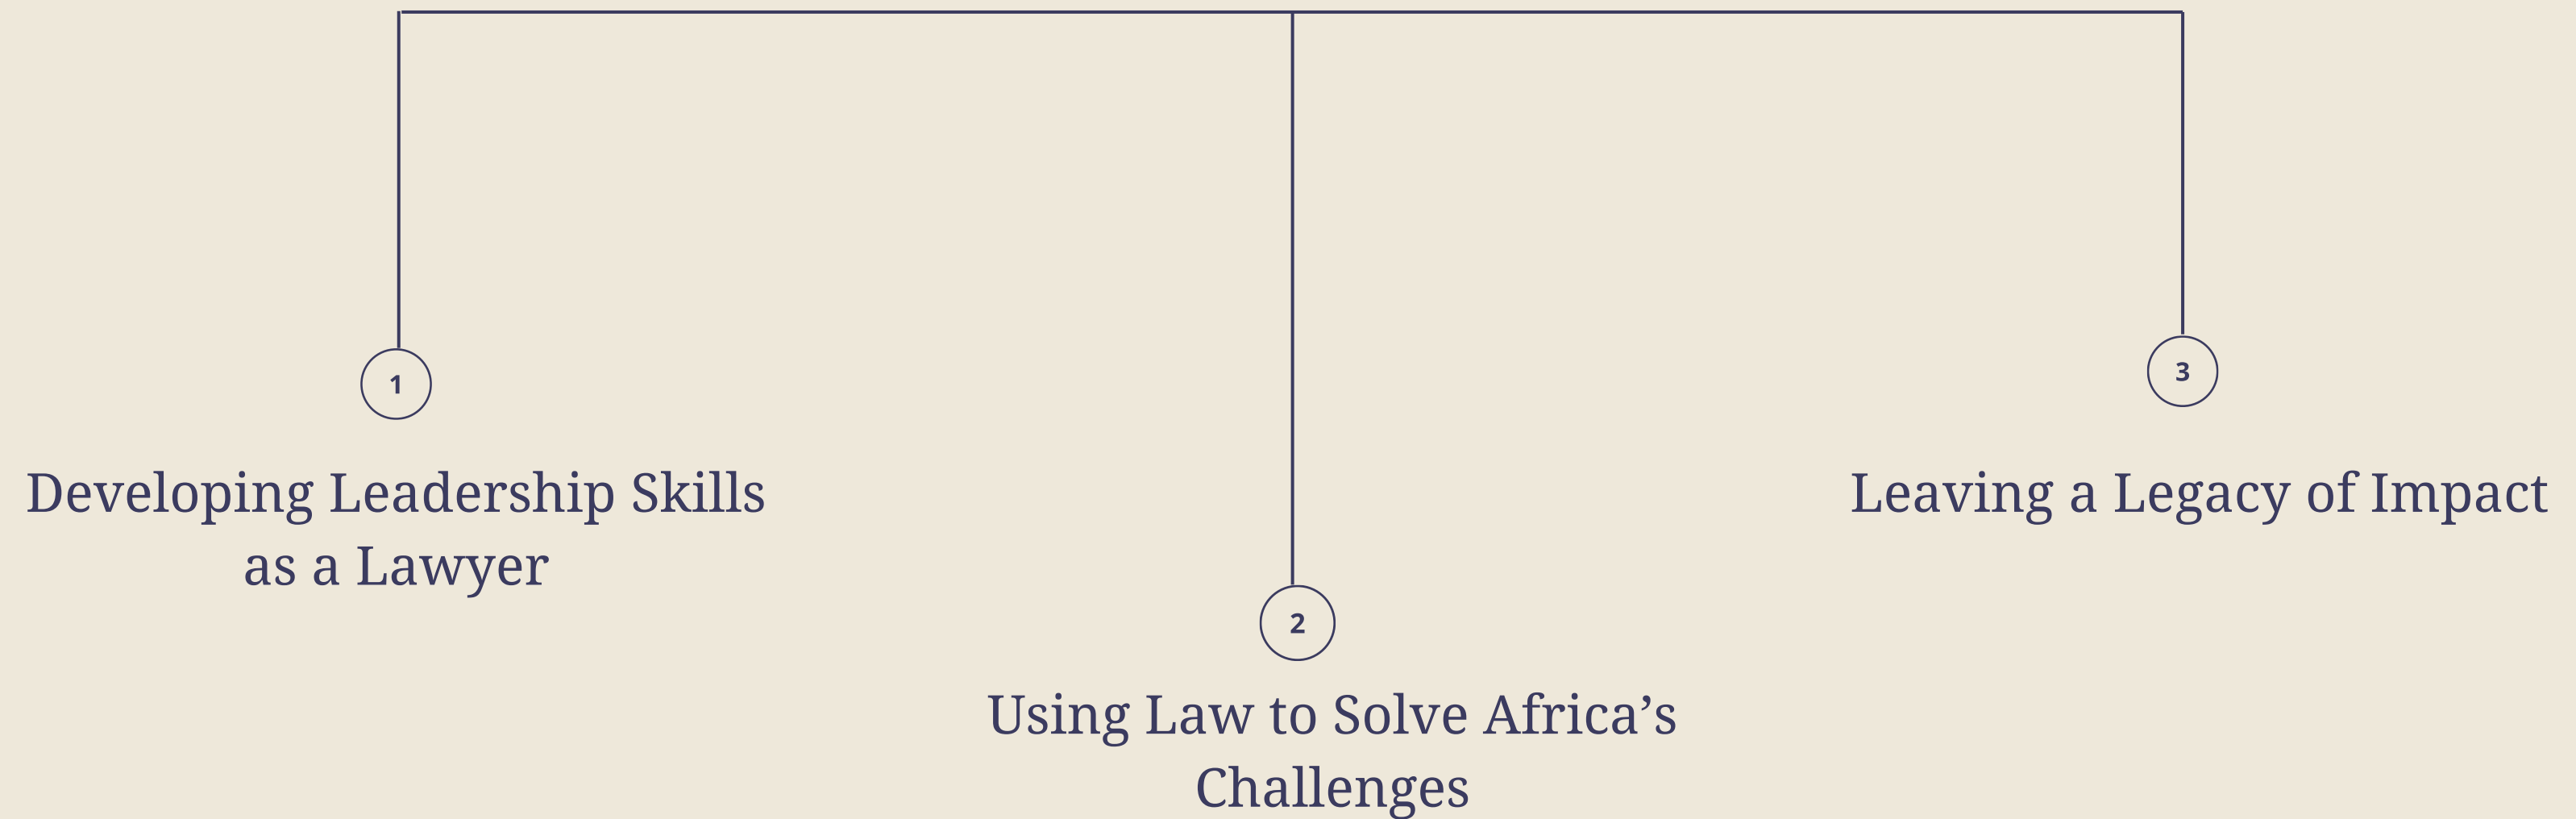 1
Developing Leadership Skills
as a Lawyer
2
Using Law to Solve Africa’s
Challenges
3
Leaving a Legacy of Impact